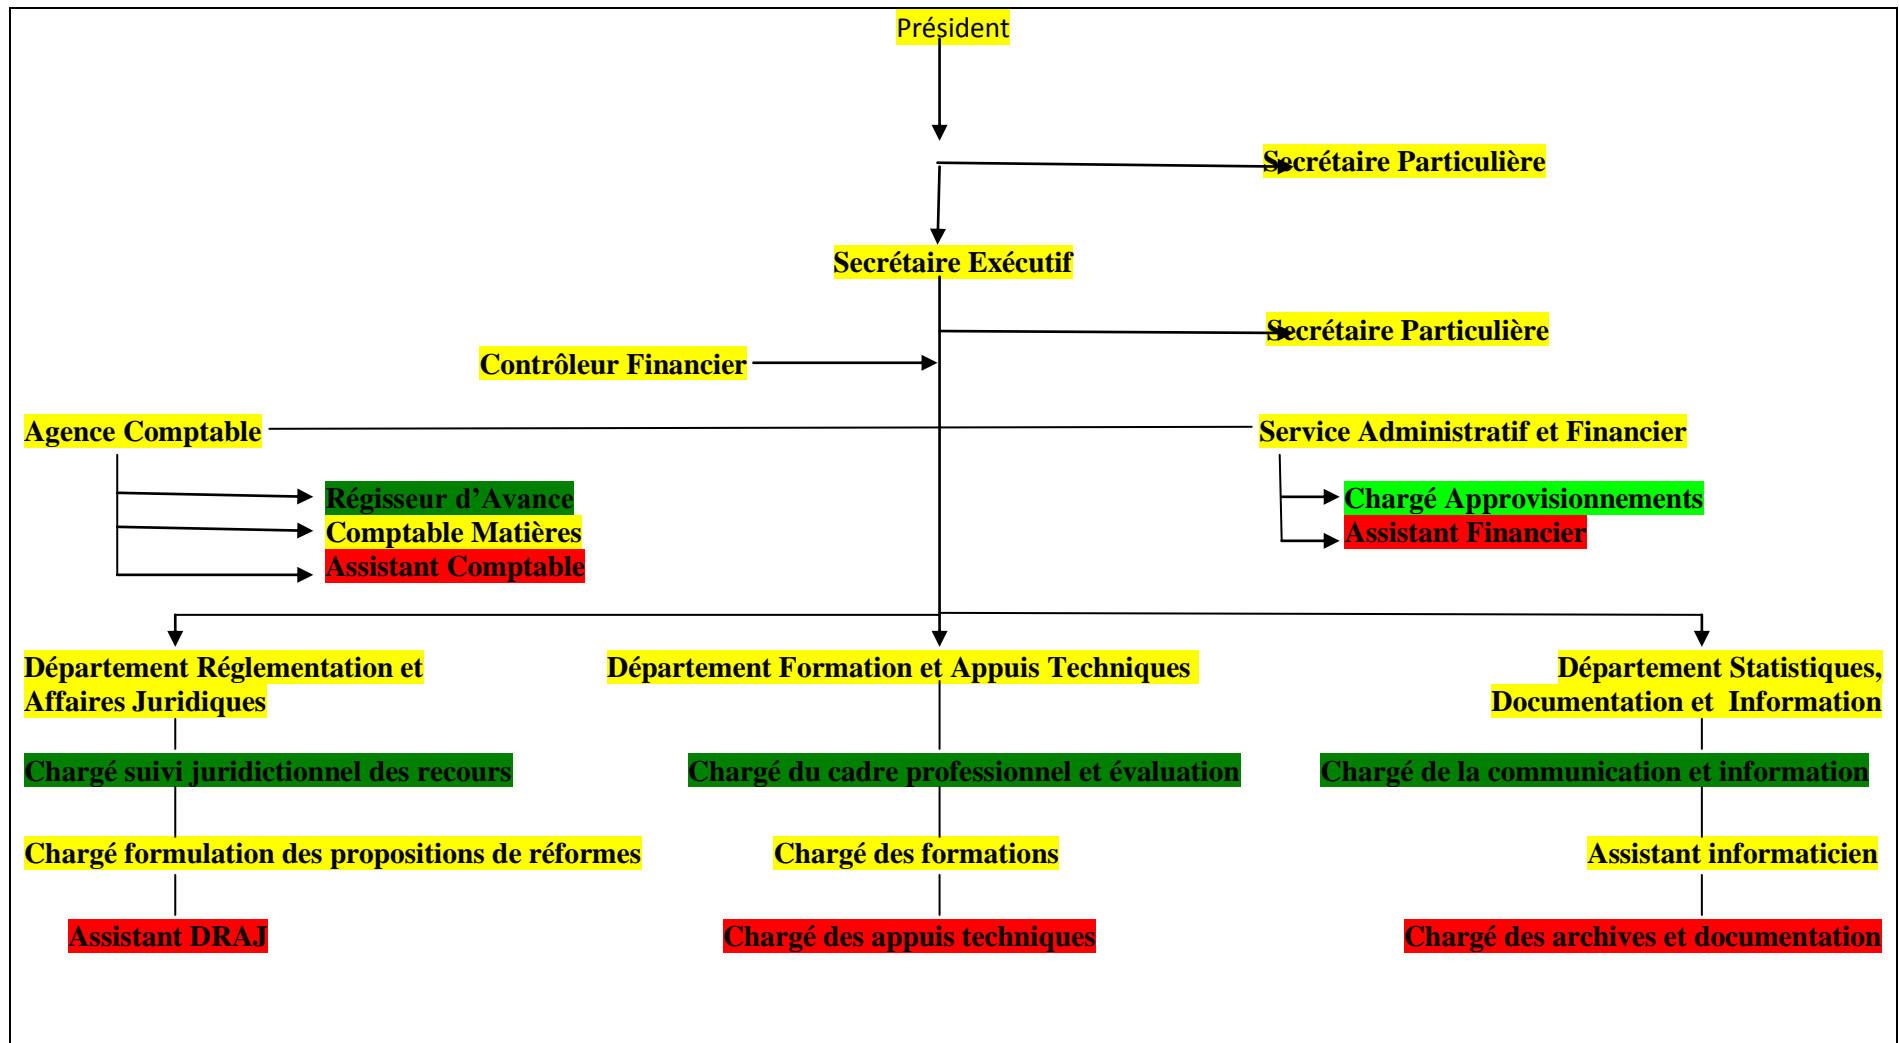 Président
Secrétaire Particulière
Secrétaire Exécutif
Secrétaire Particulière
Contrôleur Financier
Agence Comptable
Service Administratif et Financier
Régisseur d’Avance
Chargé Approvisionnements
Comptable Matières
Assistant Financier
Assistant Comptable
Département Réglementation et
Affaires Juridiques
Département Formation et Appuis Techniques
Département Statistiques,
Documentation et Information
Chargé suivi juridictionnel des recours
Chargé du cadre professionnel et évaluation
Chargé de la communication et information
Chargé formulation des propositions de réformes
Chargé des formations
Assistant informaticien
Assistant DRAJ
Chargé des appuis techniques
Chargé des archives et documentation